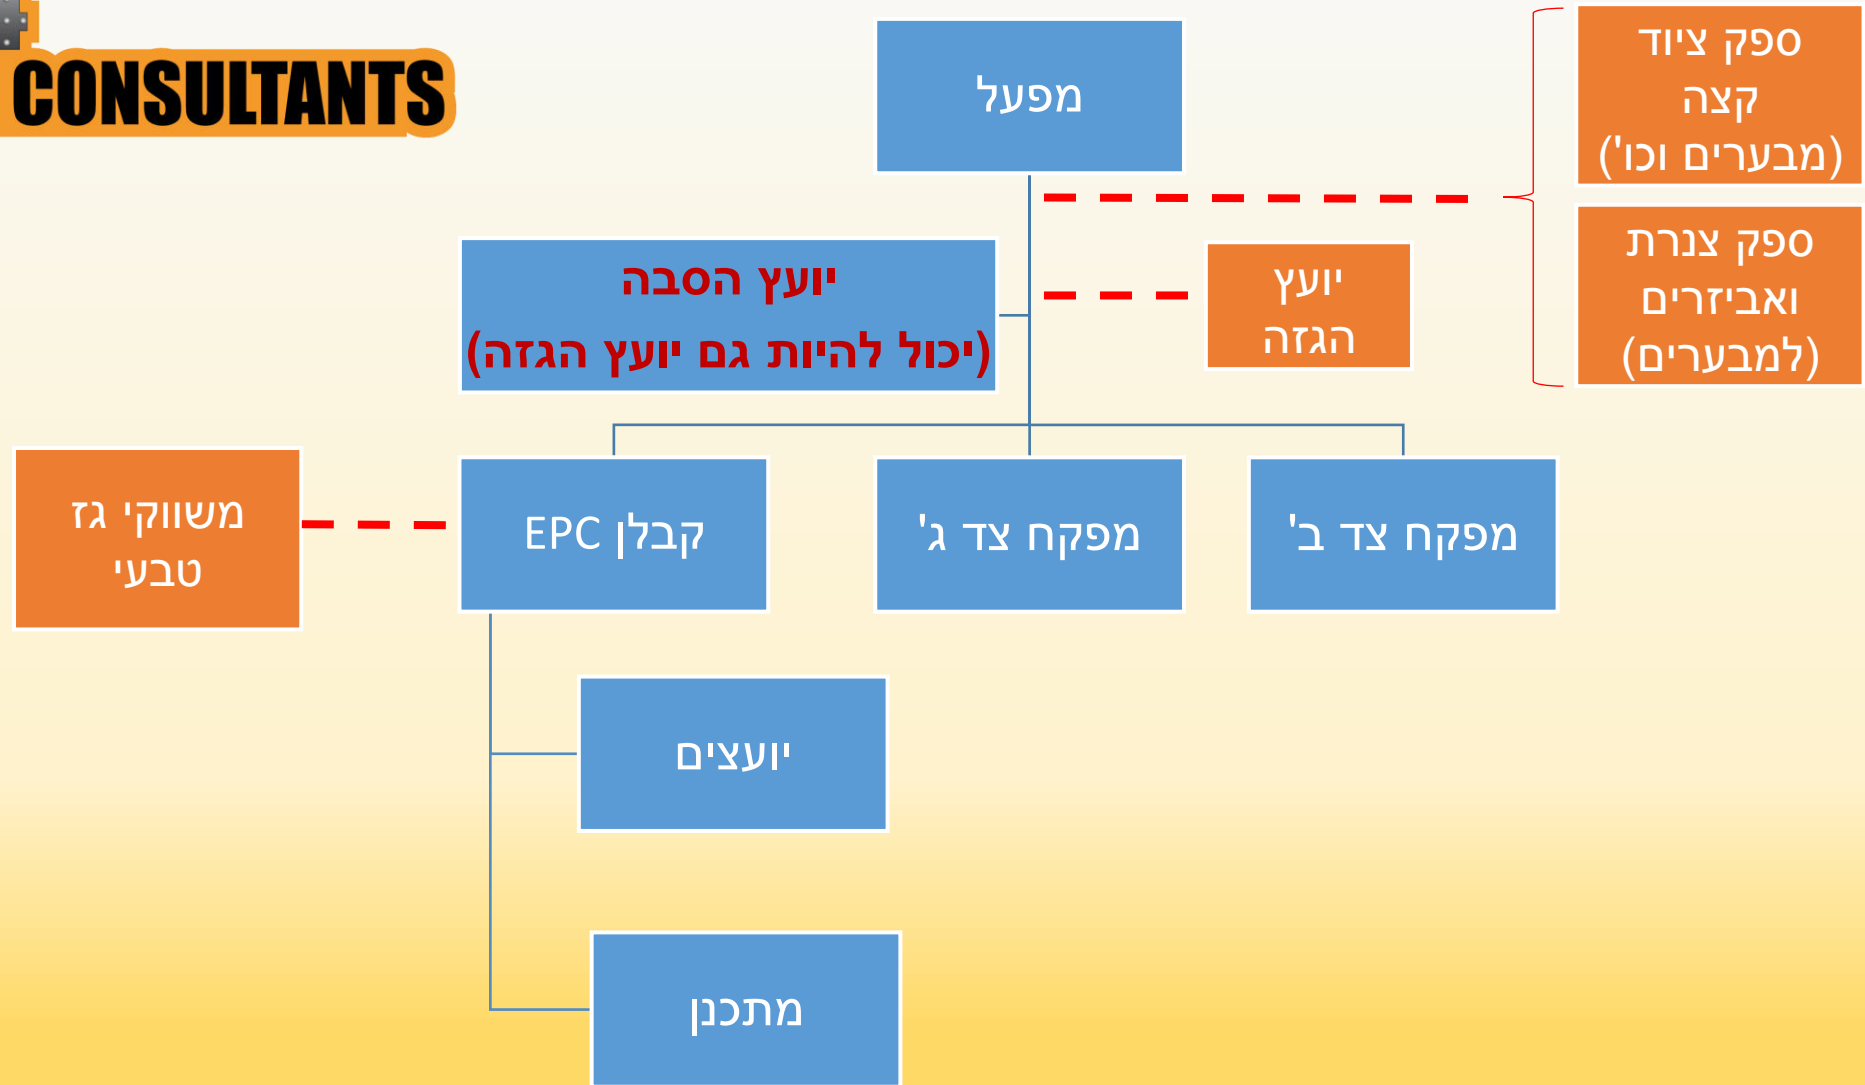 CONSULTANTS
מפעל
ספק ציוד
קצה
(מבערים וכו')
ספק צנרת
ואביזרים
(למבערים)
יועץ
הגזה
יועץ הסבה
(יכול להיות גם יועץ הגזה)
מפקח צד ב'
מפקח צד ג'
קבלן EPC
משווקי גז
טבעי
יועצים
מתכנן